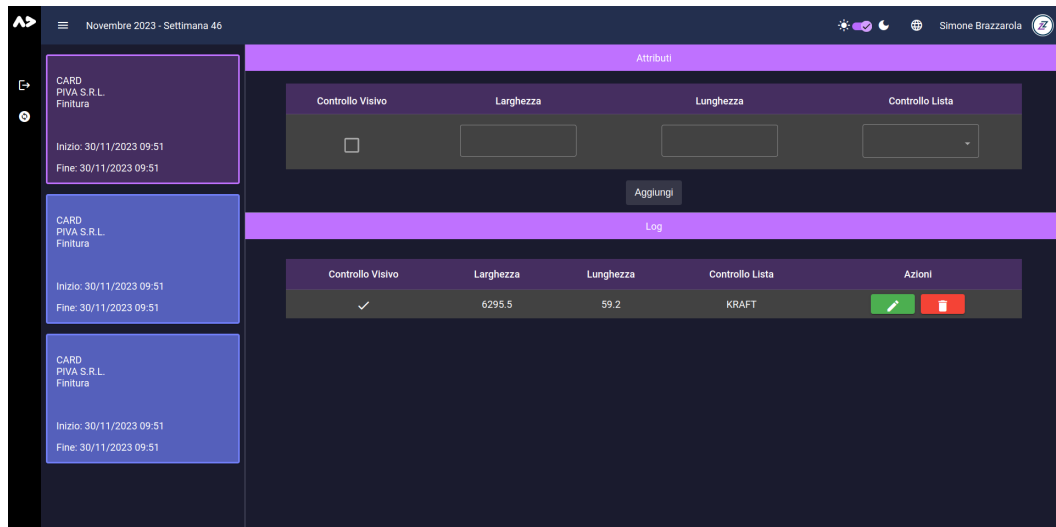 Novembre 2023 - Settimana 46
Simone Brazzarola
CARD
PIVA S.R.L.
Finitura
Inizio: 30/11/2023 09:51
Fine: 30/11/2023 09:51
CARD
PIVA S.R.L.
Finitura
Inizio: 30/11/2023 09:51
Fine: 30/11/2023 09:51
CARD
PIVA S.R.L.
Finitura
Inizio: 30/11/2023 09:51
Fine: 30/11/2023 09:51
Attributi
Controllo Visivo Larghezza Lunghezza Controllo Lista
Aggiungi
Log
Controllo Visivo Larghezza Lunghezza Controllo Lista Azioni
6295.5 59.2 KRAFT